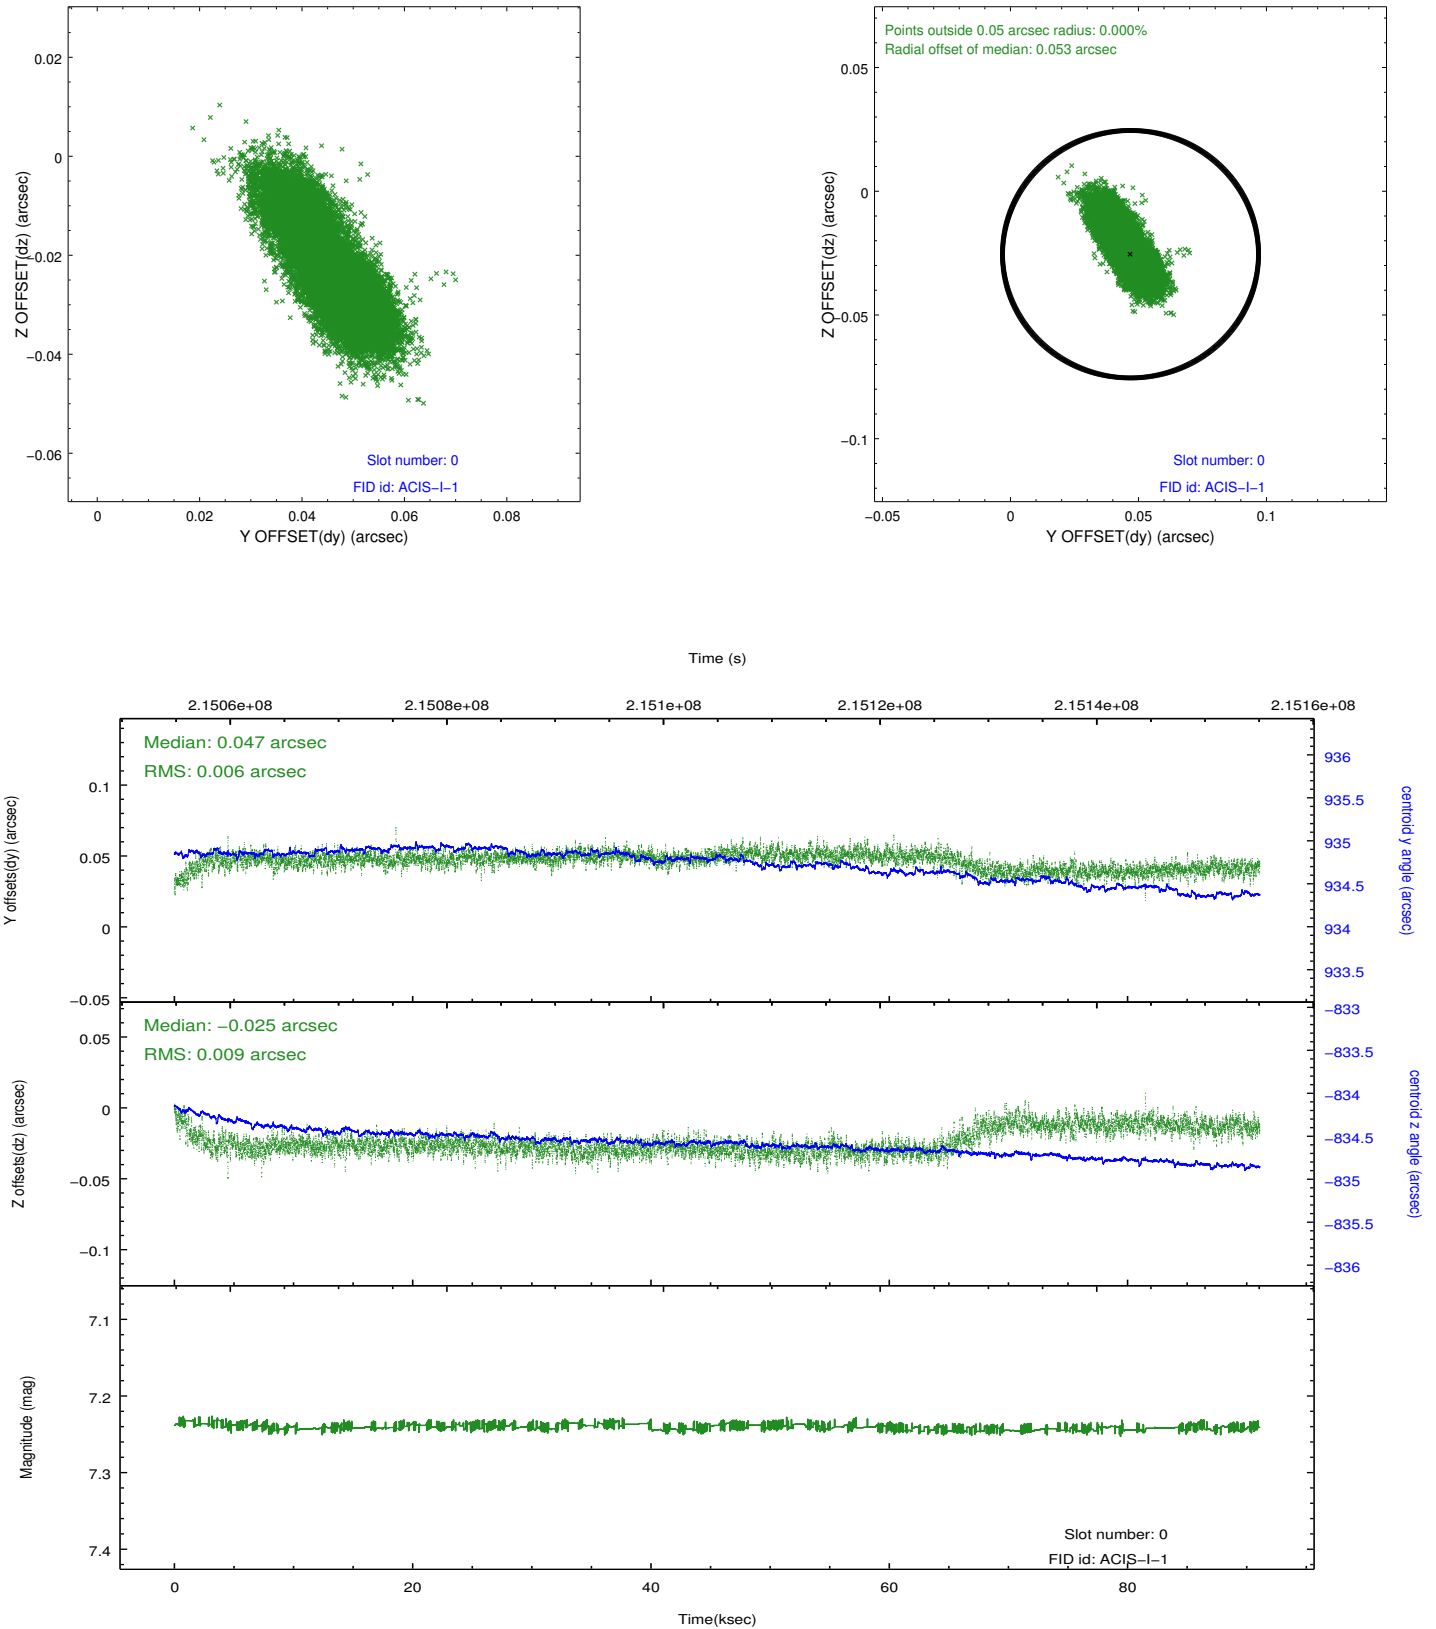 0.02
0
−0.02
−0.04
−0.06
Z OFFSET(dz) (arcsec)
Slot number: 0
FID id: ACIS−I−1
0
0.02
0.04
0.06
0.08
Y OFFSET(dy) (arcsec)
Points outside 0.05 arcsec radius: 0.000%
Radial offset of median: 0.053 arcsec
0.05
0
−0.05
−0.1
Z OFFSET(dz) (arcsec)
Slot number: 0
FID id: ACIS−I−1
−0.05
0
0.05
0.1
Y OFFSET(dy) (arcsec)
Time (s)
2.1506e+08
2.1508e+08
2.151e+08
2.1512e+08
2.1514e+08
2.1516e+08
Median: 0.047 arcsec
RMS: 0.006 arcsec
0.1
0.05
0
−0.05
Y offsets(dy) (arcsec)
936
935.5
935
934.5
934
933.5
centroid y angle (arcsec)
Median: −0.025 arcsec
RMS: 0.009 arcsec
0.05
0
−0.05
−0.1
Z offsets(dz) (arcsec)
−833
−833.5
−834
−834.5
−835
−835.5
−836
centroid z angle (arcsec)
7.1
7.2
7.3
7.4
Magnitude (mag)
Slot number: 0
FID id: ACIS−I−1
0
20
40
60
80
Time(ksec)